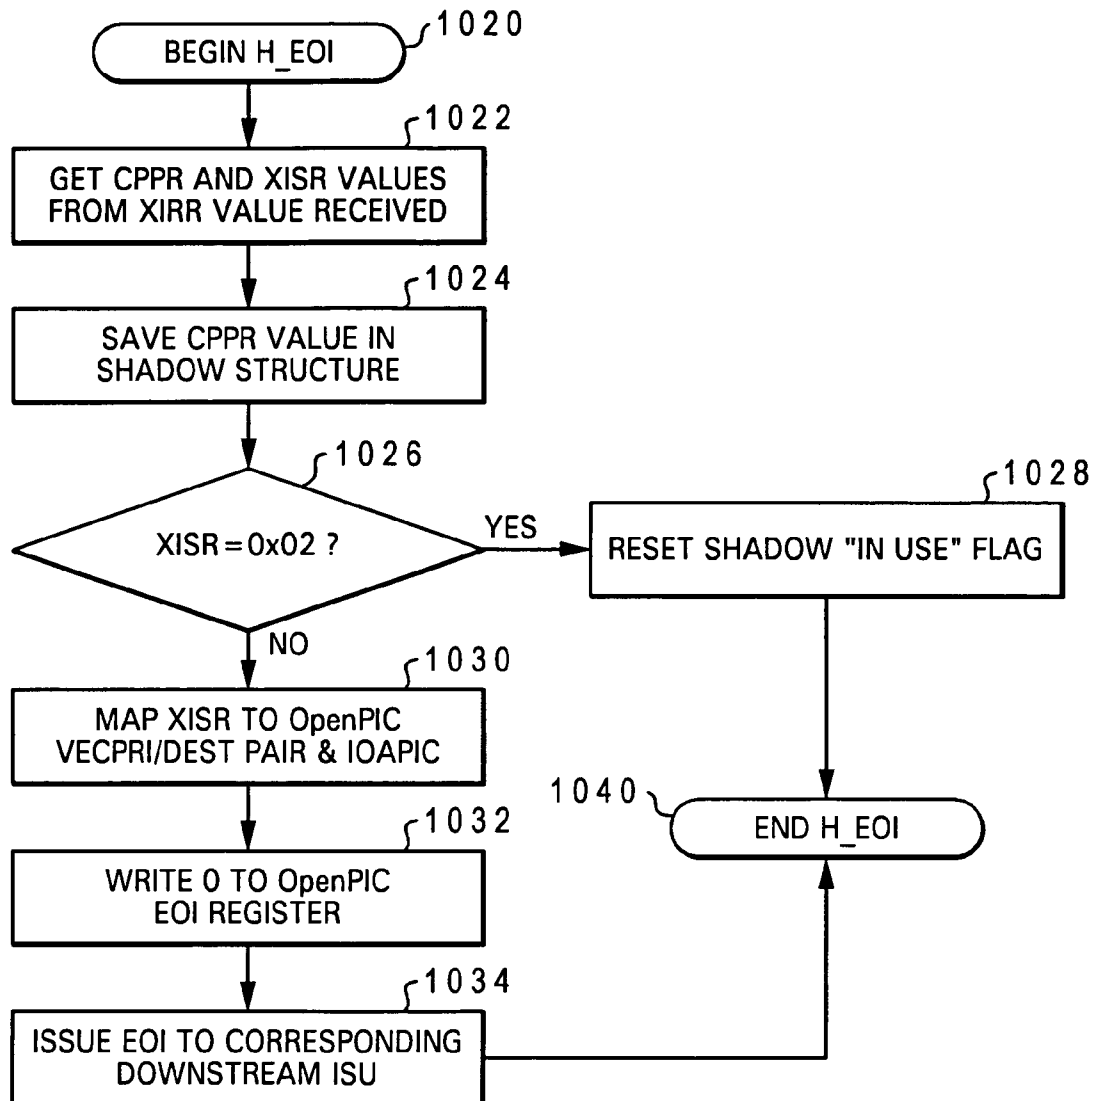 1020
BEGIN H_EOI
1022
GET CPPR AND XISR VALUES
FROM XIRR VALUE RECEIVED
1024
SAVE CPPR VALUE IN
SHADOW STRUCTURE
1026
XISR=0x02 ?
YES
1028
RESET SHADOW "IN USE" FLAG
NO
1030
MAP XISR TO OpenPIC
VECPRI/DEST PAIR & IOAPIC
1032
WRITE 0 TO OpenPIC
EOI REGISTER
1034
ISSUE EOI TO CORRESPONDING
DOWNSTREAM ISU
1040
END H_EOI